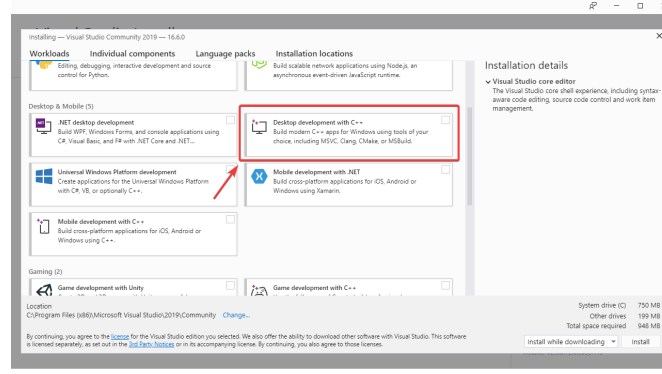 Installing — Visual Studio Community 2019 — 16.6.0
Workloads Individual components Language packs Installation locations
Editing, debugging, interactive development and source
control for Python.
Build scalable network applications using Node.js, an
asynchronous event-driven JavaScript runtime.
Desktop & Mobile (5)
.NET desktop development
Build WPF, Windows Forms, and console applications using
C#, Visual Basic, and F# with .NET Core and .NET...
Desktop development with C++
Build modern C++ apps for Windows using tools of your
choice, including MSVC, Clang, CMake, or MSBuild.
Universal Windows Platform development
Create applications for the Universal Windows Platform
with C#, VB, or optionally C++.
Mobile development with .NET
Build cross-platform applications for iOS, Android or
Windows using Xamarin.
Mobile development with C++
Build cross-platform applications for iOS, Android or
Windows using C++.
Gaming (2)
Game development with Unity
Game development with C++
Installation details
Visual Studio core editor
The Visual Studio core shell experience, including syntax-
aware code editing, source code control and work item
management.
Location
C:\Program Files (x86)\Microsoft Visual Studio\2019\Community Change...
System drive (C) 750 MB
Other drives 199 MB
Total space required 948 MB
By continuing, you agree to the license for the Visual Studio edition you selected. We also offer the ability to download other software with Visual Studio. This software
is licensed separately, as set out in the 3rd Party Notices or in its accompanying license. By continuing, you also agree to those licenses.
Install while downloading Install